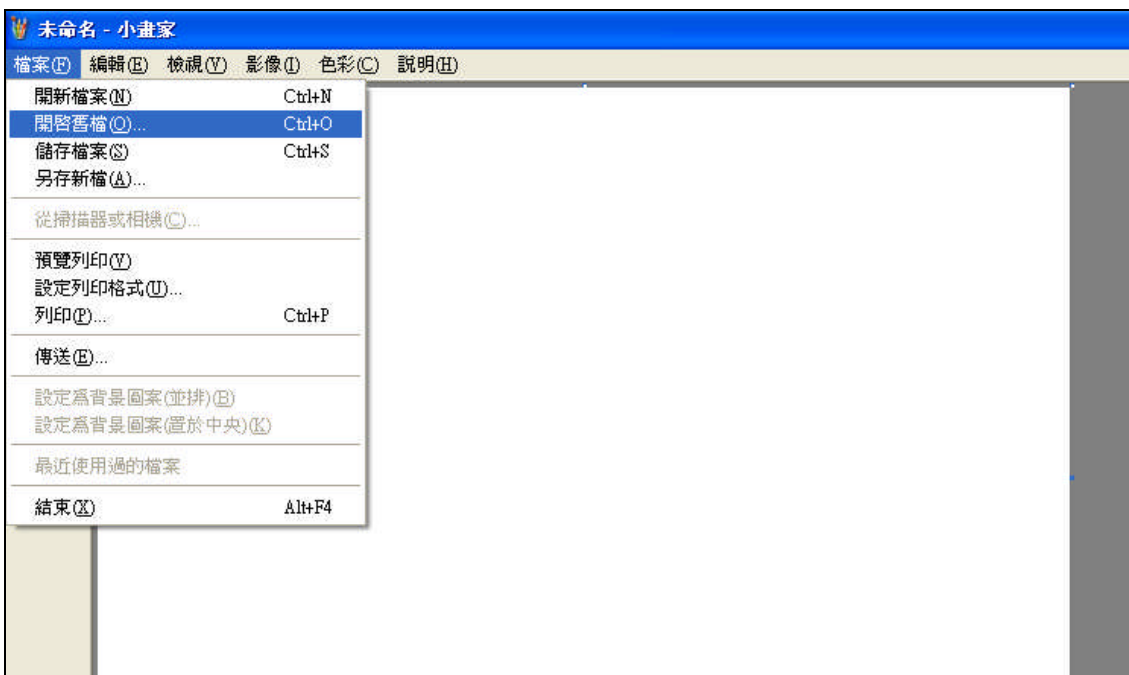 未命名 - 小畫家
檔案(F) 編輯(E) 檢視(V) 影像(I) 色彩(C) 說明(H)
開新檔案(N) Ctrl+N
開啓舊檔(O)... Ctrl+O
儲存檔案(S) Ctrl+S
另存新檔(A)...
從掃描器或相機(C)...
預覽列印(V)
設定列印格式(U)...
列印(P)... Ctrl+P
傳送(E)...
設定爲背景圖案(並排)(B)
設定爲背景圖案(置於中央)(K)
最近使用過的檔案
結束(X) Alt+F4